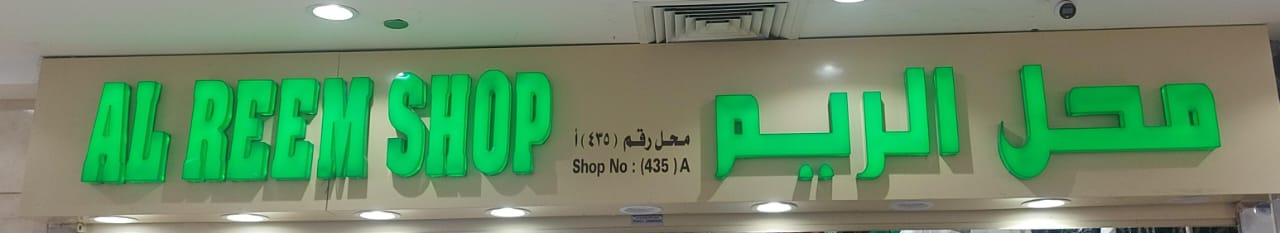 AL REEM SHOP
محل رقم (٤٣٥) أ
Shop No : (435 ) A
محل الريم